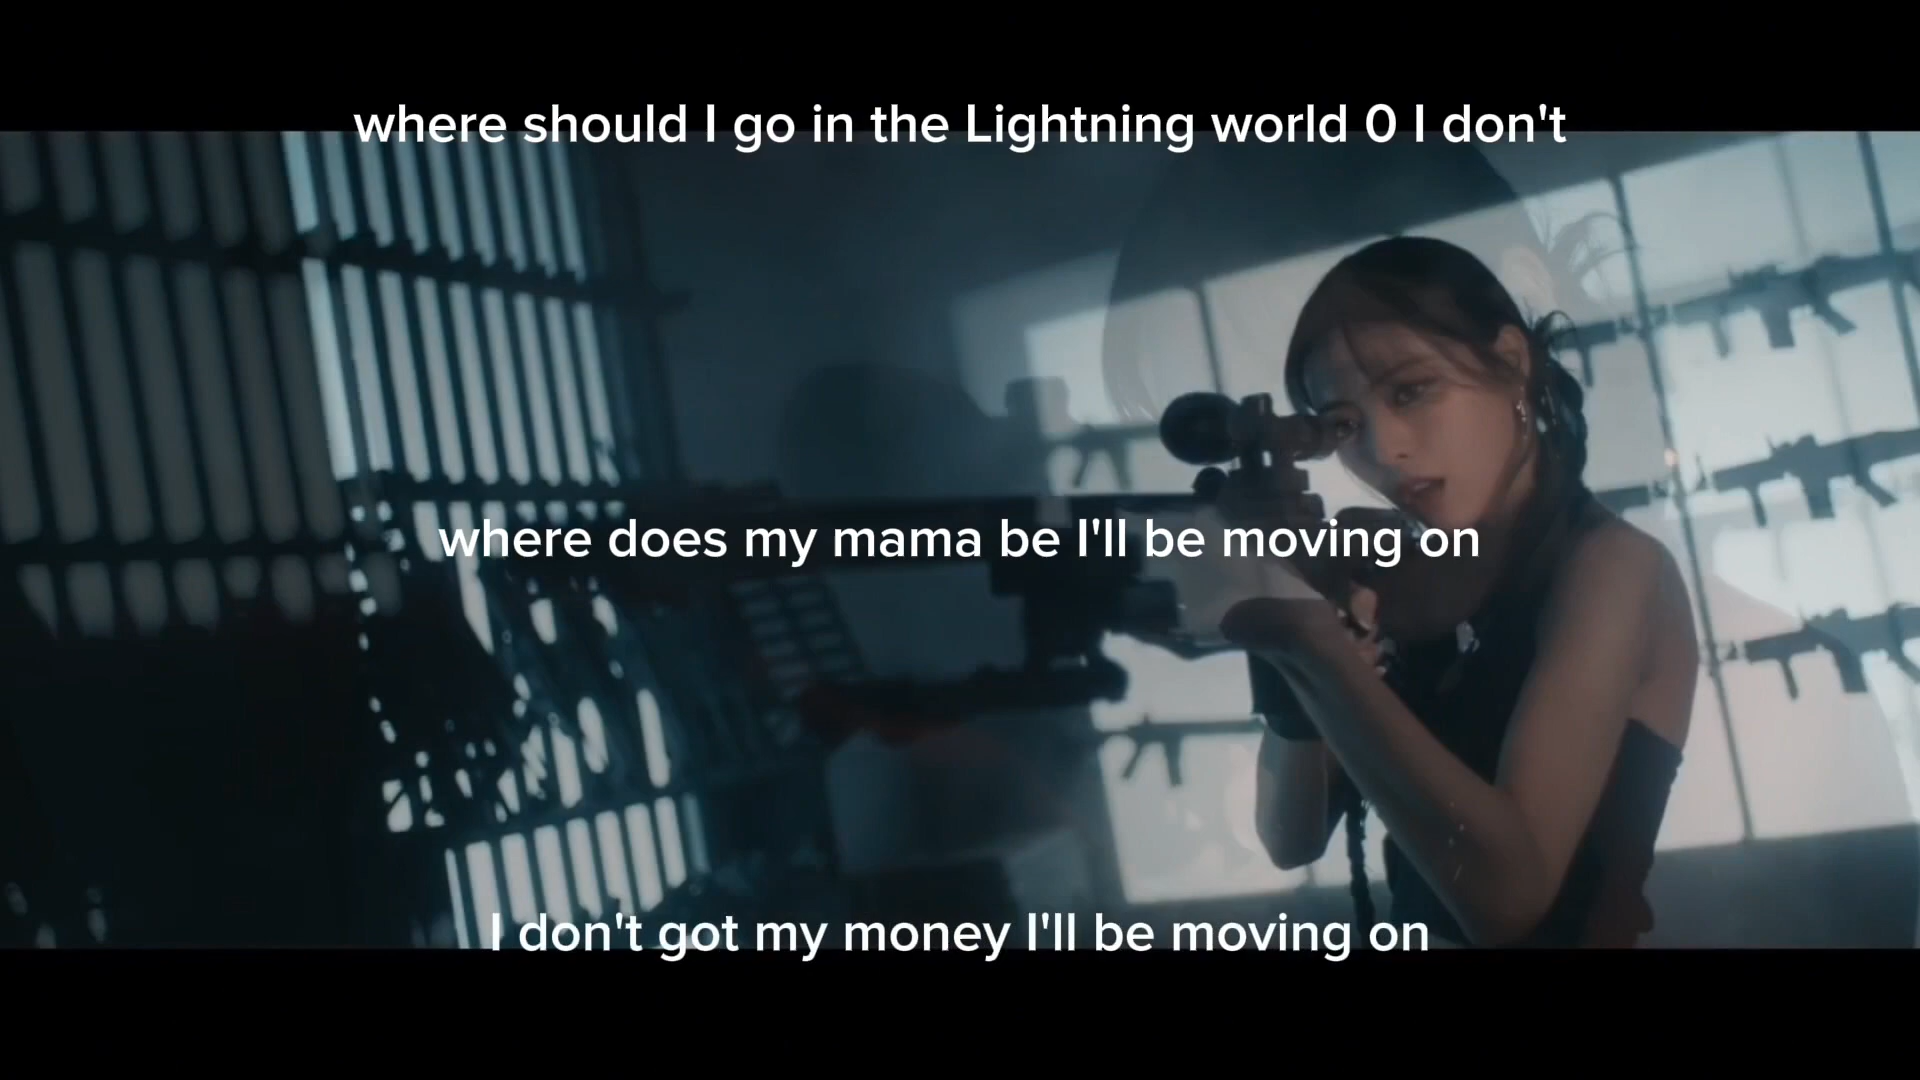 where should I go in the Lightning world 0 I don't
where does my mama be I'll be moving on
I don't got my money I'll be moving on